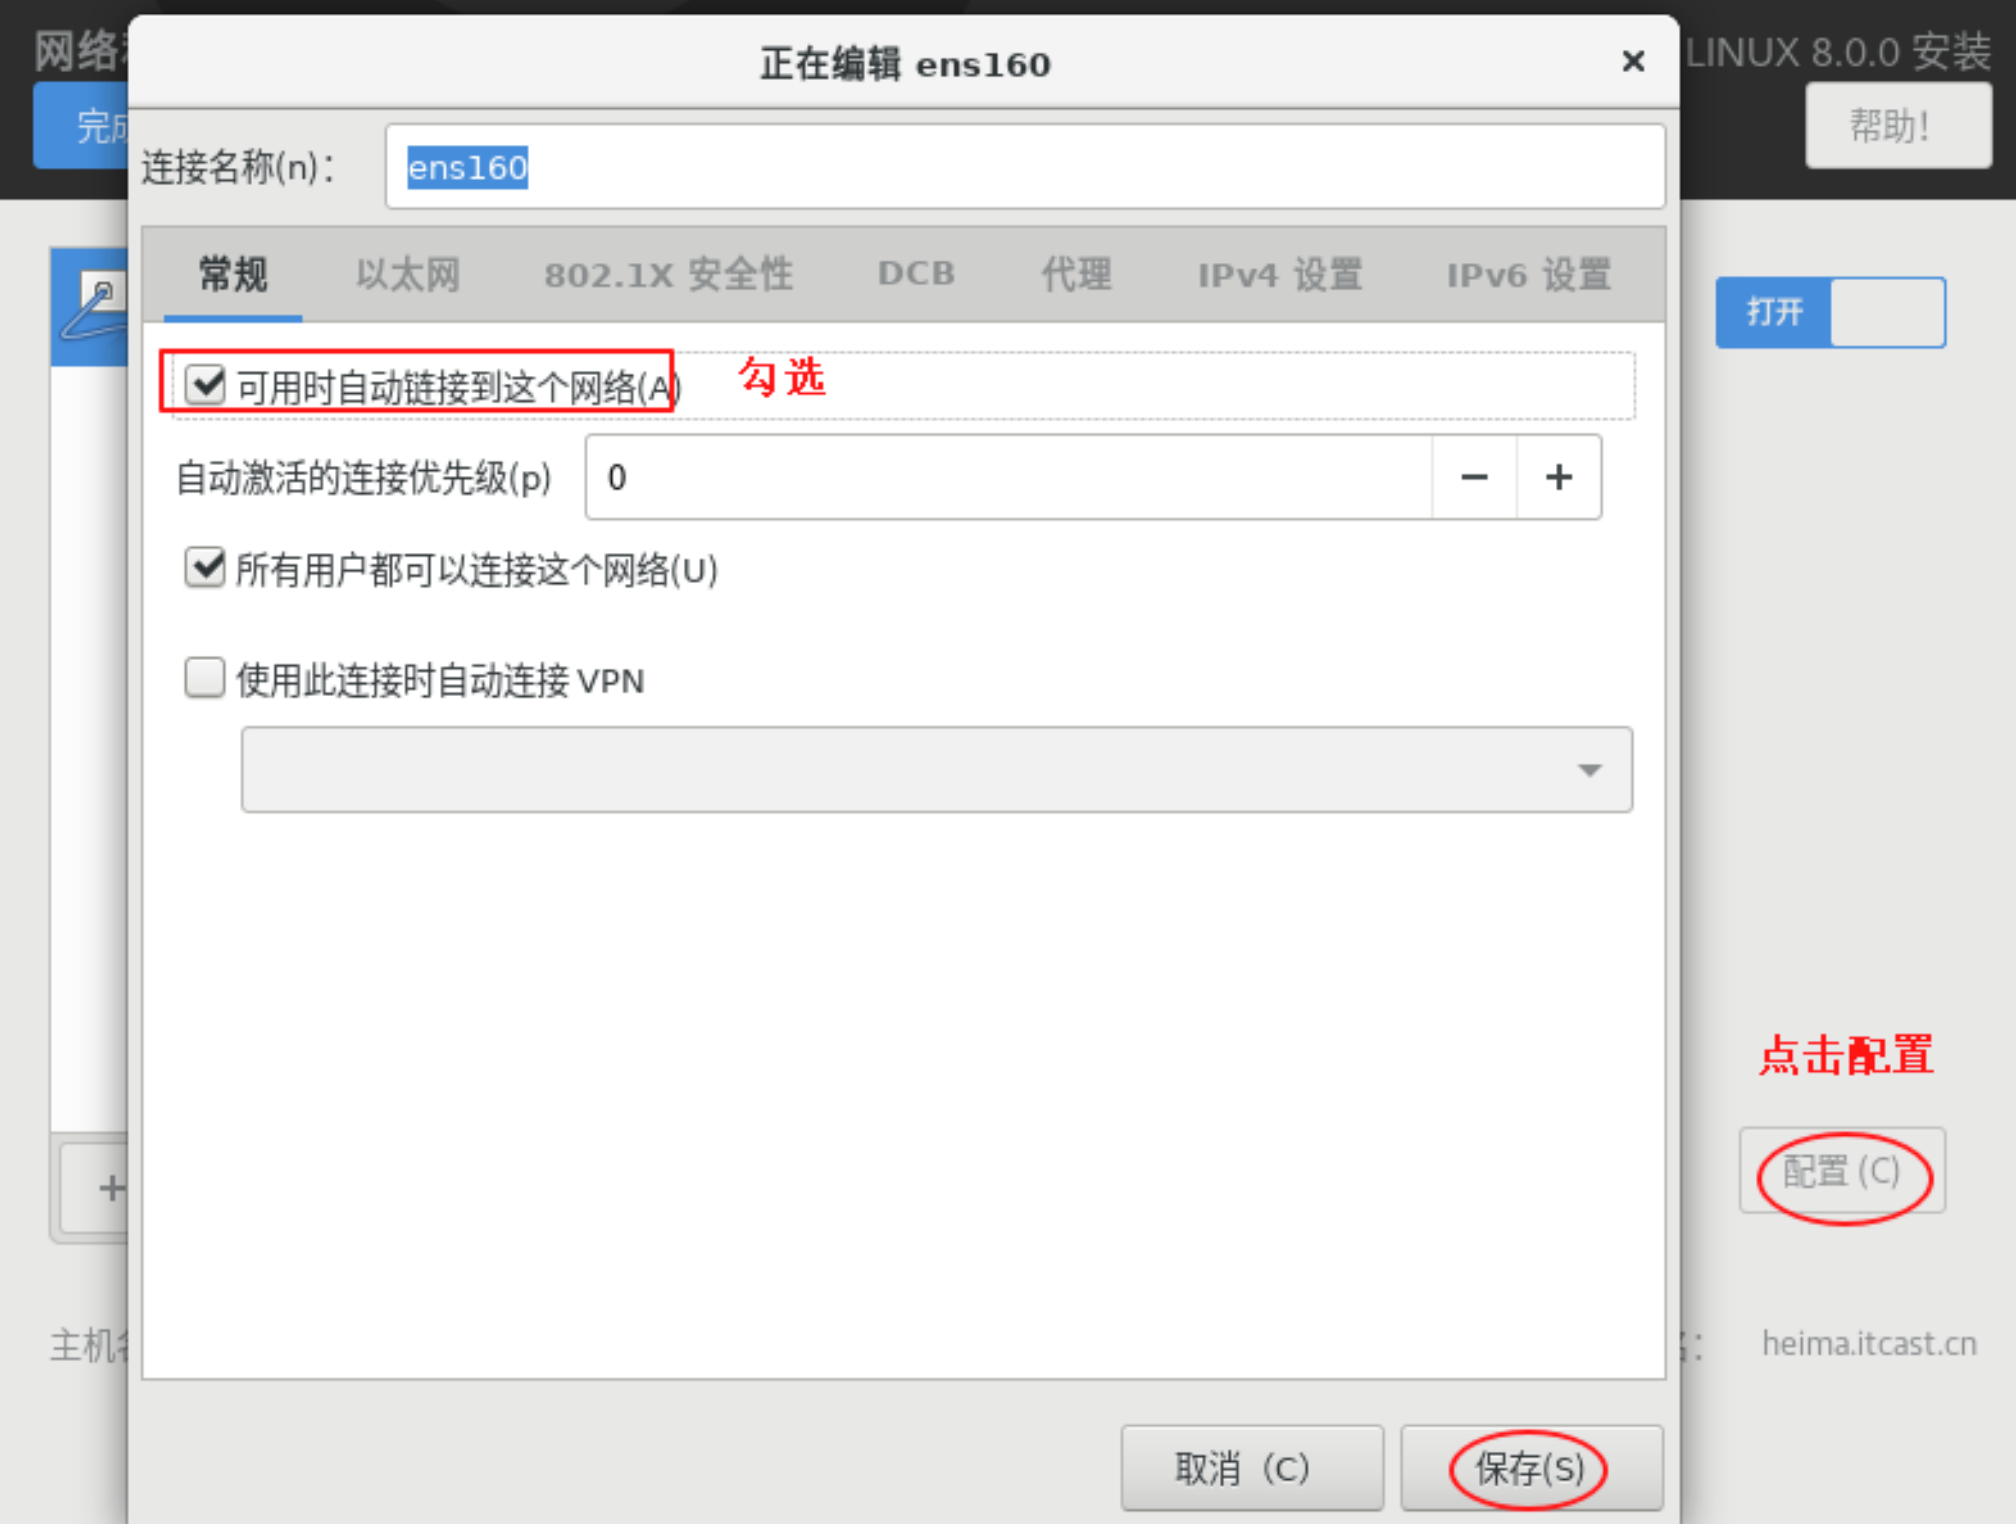 网络
LINUX 8.0.0 安装
完成
帮助!
正在编辑 ens160
×
连接名称(n)：
ens160
常规 以太网 802.1X 安全性 DCB 代理 IPv4 设置 IPv6 设置
打开
可用时自动链接到这个网络(A)
勾选
自动激活的连接优先级(p)
0
− +
所有用户都可以连接这个网络(U)
使用此连接时自动连接 VPN
点击配置
+
配置 (C)
主机名
名：
heima.itcast.cn
取消（C）
保存(S)